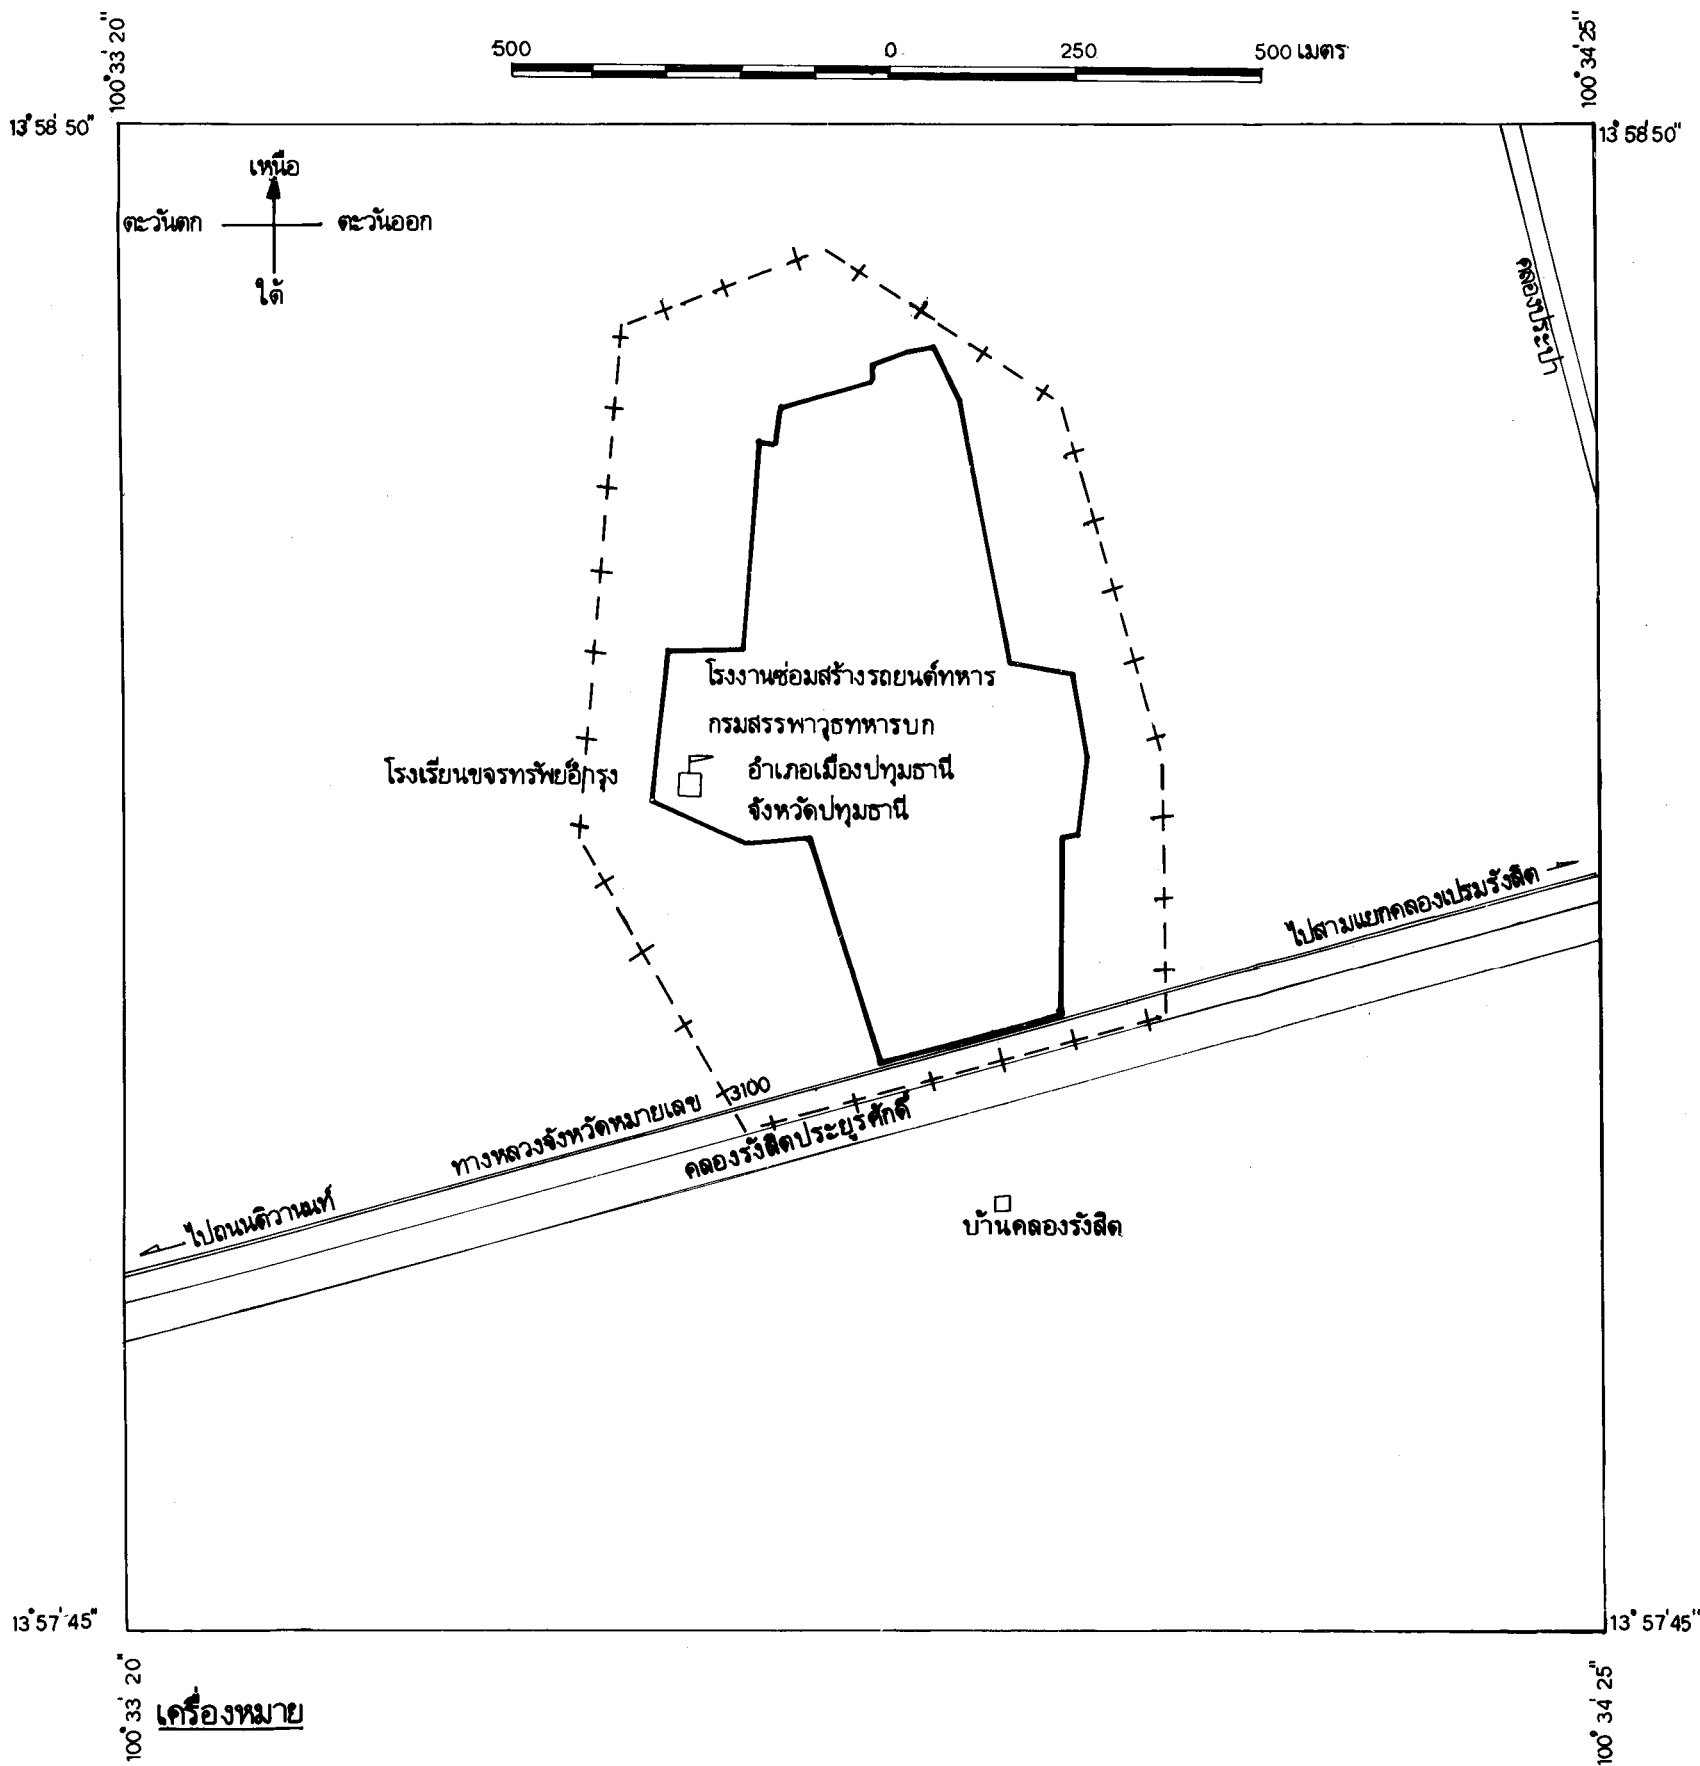 100° 33' 20"
500 0 250 500 เมตร
100° 34' 25"
13° 58' 50"
13° 58' 50"
เหนือ
ตะวันตก ตะวันออก
ใต้
คลองประปา
โรงงานซ่อมสร้างรถยนต์ทหาร
กรมสรรพาวุธทหารบก
โรงเรียนขจรทรัพย์อำรุง
อำเภอเมืองปทุมธานี
จังหวัดปทุมธานี
ไปสามแยกคลองเปรมรังสิต
ทางหลวงจังหวัดหมายเลข 3100
คลองรังสิตประยูรศักดิ์
ไปถนนติวานนท์
บ้านคลองรังสิต
13° 57' 45"
13° 57' 45"
100° 33' 20"
100° 34' 25"
เครื่องหมาย